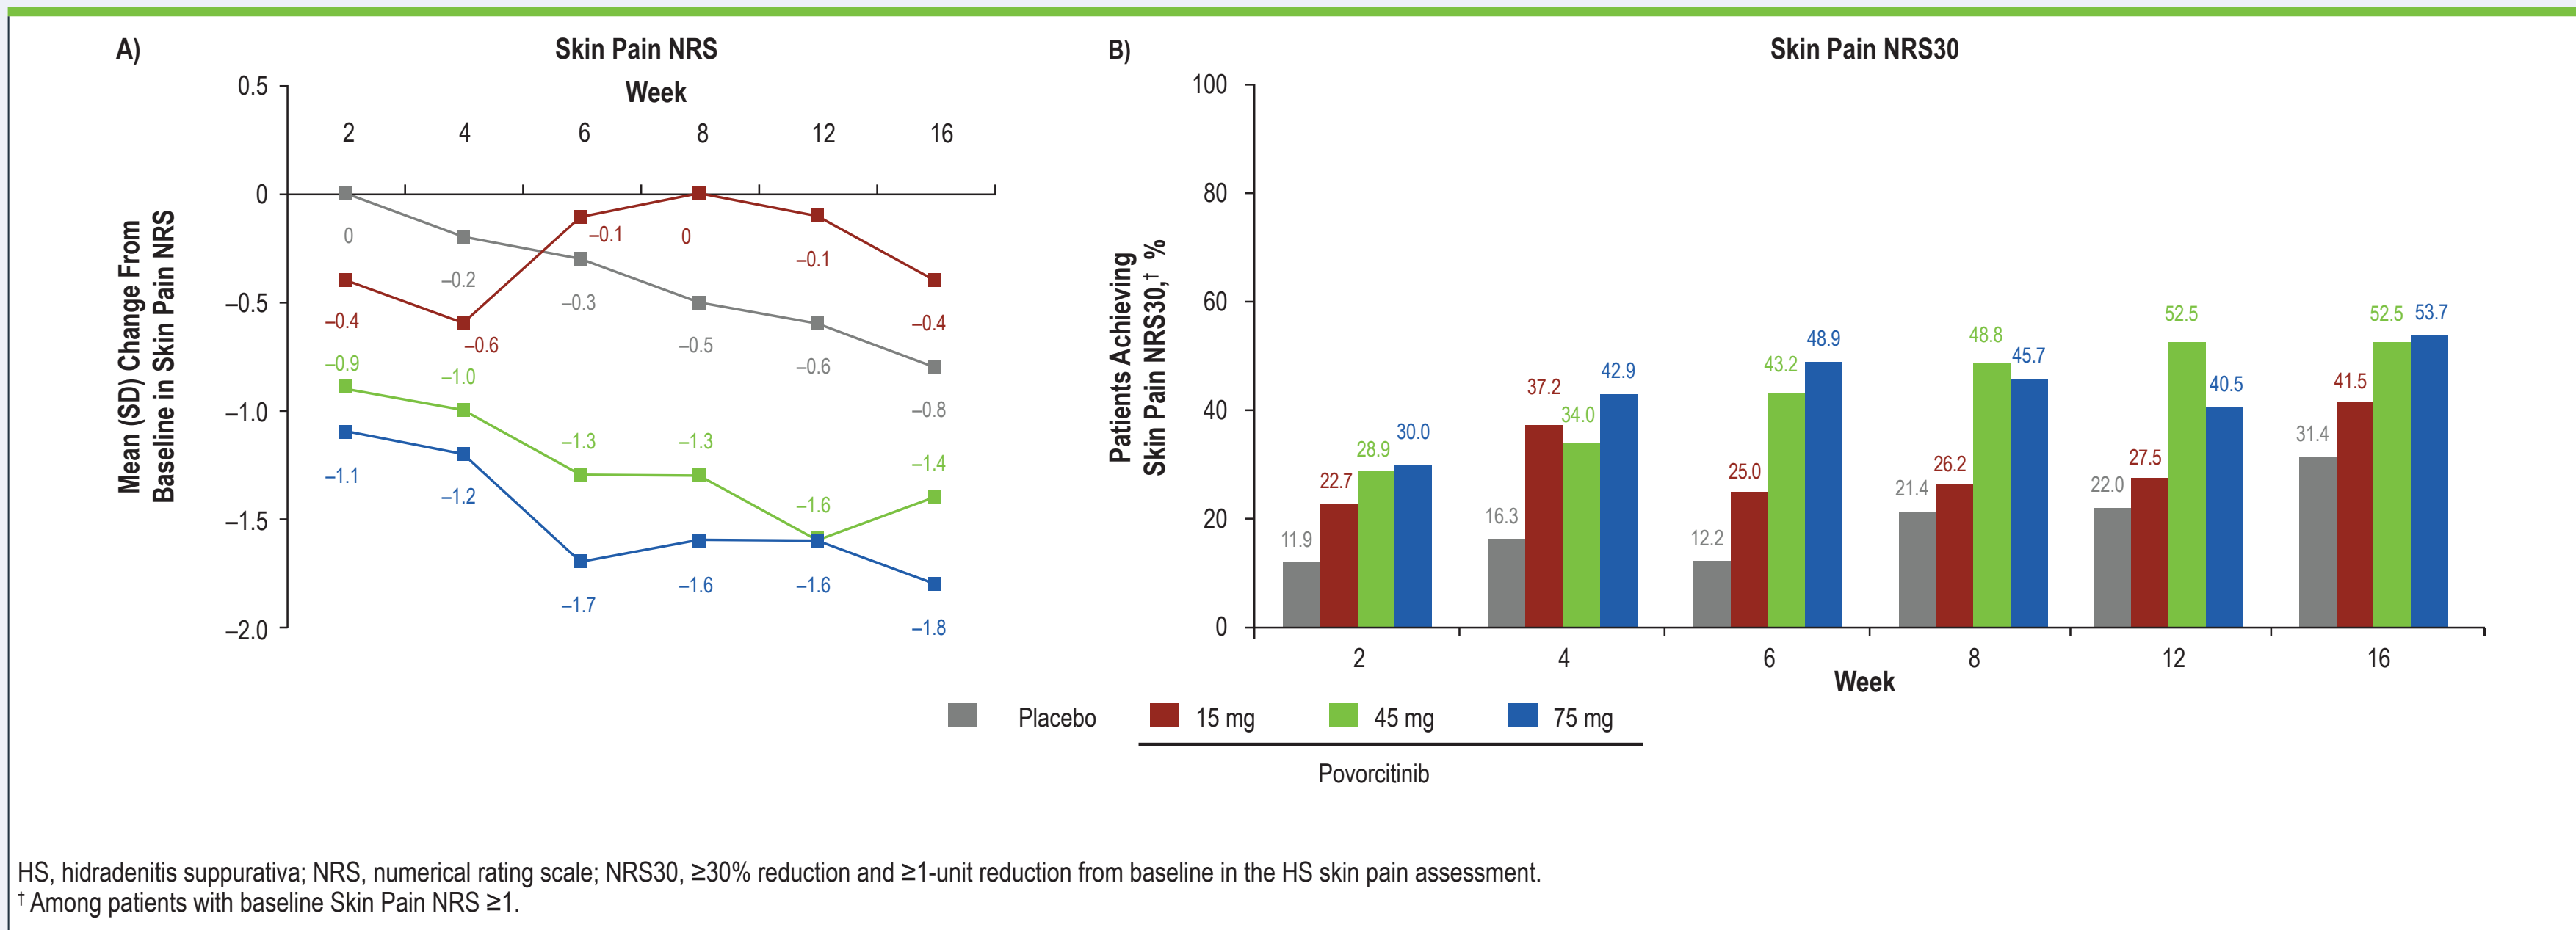 A)
Skin Pain NRS
Week
0.5
2 4 6 8 12 16
0
–0.5
–1.0
–1.5
–2.0
Mean (SD) Change From
Baseline in Skin Pain NRS
0
–0.2
–0.3
–0.5
–0.6
–0.8
–0.4
–0.6
–0.1
0
–0.1
–0.4
–0.9
–1.0
–1.3
–1.3
–1.6
–1.4
–1.1
–1.2
–1.7
–1.6
–1.6
–1.8
B)
Skin Pain NRS30
100
80
60
40
20
0
Patients Achieving
Skin Pain NRS30,† %
11.9 22.7 28.9 30.0
16.3 37.2 34.0 42.9
12.2 25.0 43.2 48.9
21.4 26.2 48.8 45.7
22.0 27.5 52.5 40.5
31.4 41.5 52.5 53.7
2 4 6 8 12 16
Week
Placebo 15 mg 45 mg 75 mg
Povorcitinib
HS, hidradenitis suppurativa; NRS, numerical rating scale; NRS30, ≥30% reduction and ≥1-unit reduction from baseline in the HS skin pain assessment.
† Among patients with baseline Skin Pain NRS ≥1.